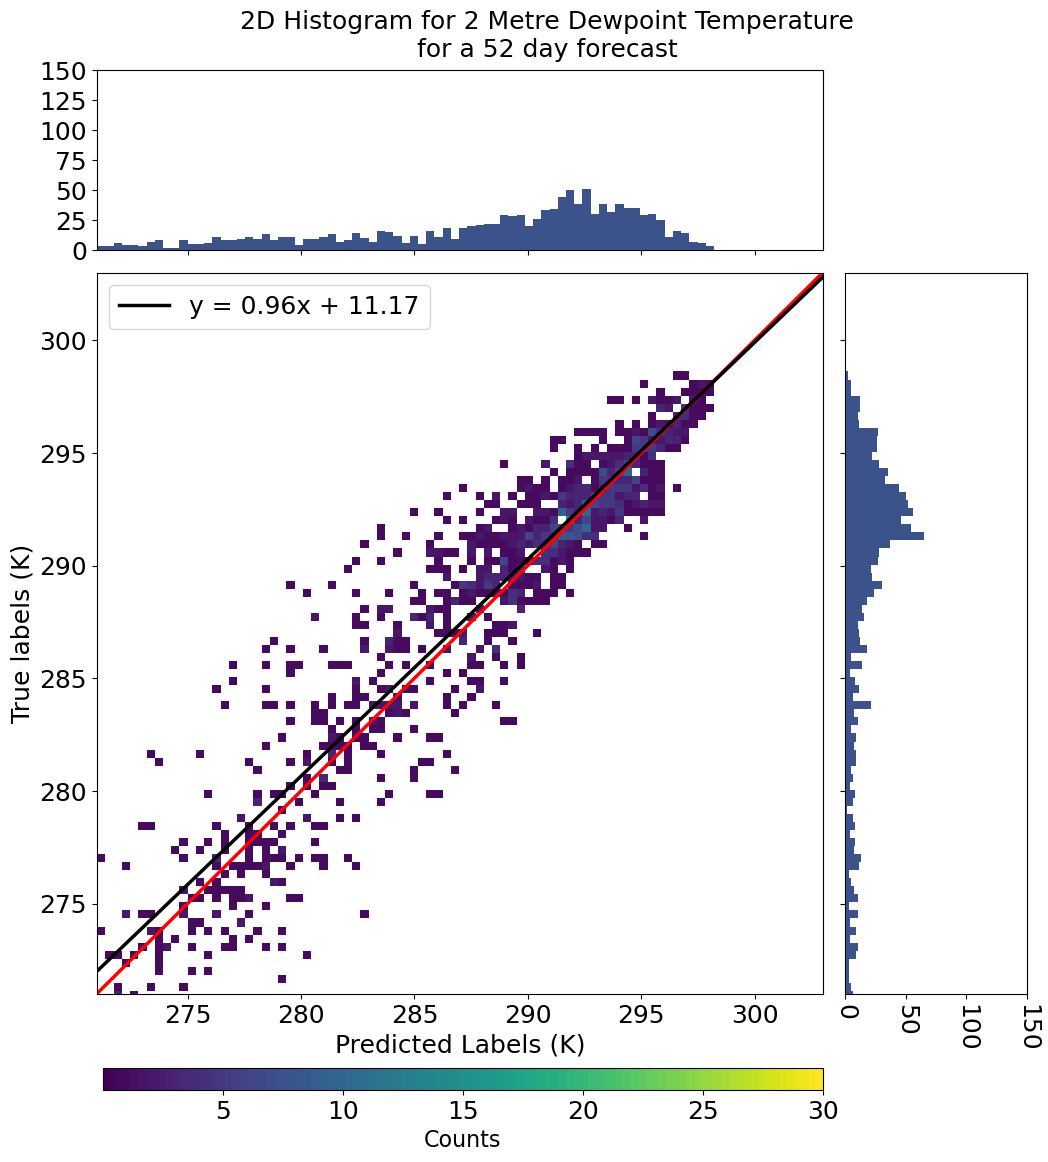 2D Histogram for 2 Metre Dewpoint Temperature
for a 52 day forecast
150
125
100
75
50
25
0
y = 0.96x + 11.17
300
295
290
285
280
275
True labels (K)
275 280 285 290 295 300
Predicted Labels (K)
0 50 100 150
5 10 15 20 25 30
Counts